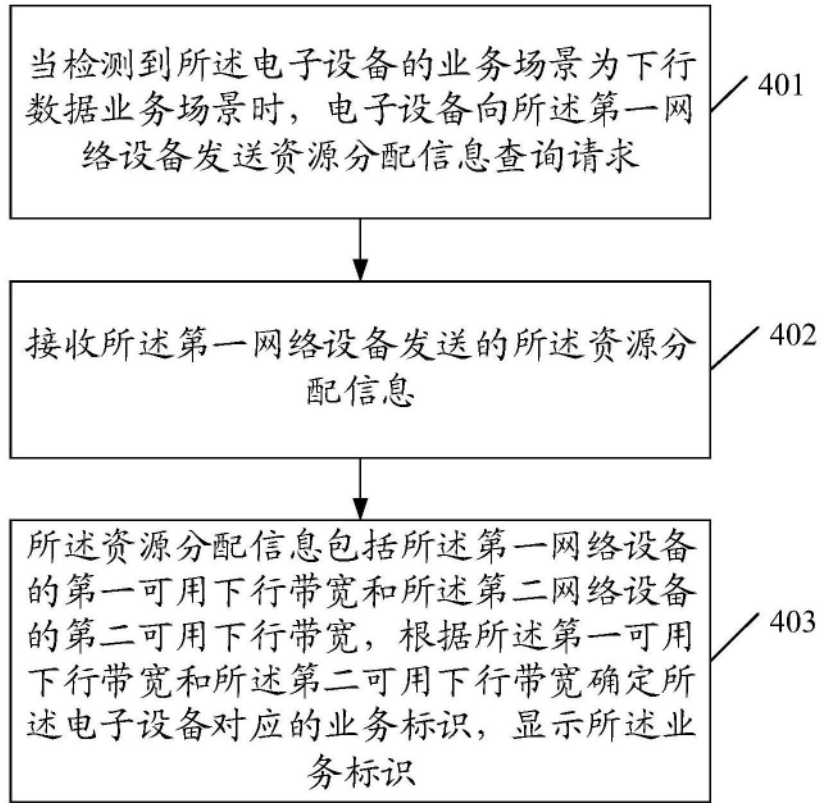 当检测到所述电子设备的业务场景为下行
数据业务场景时，电子设备向所述第一网
络设备发送资源分配信息查询请求
401
接收所述第一网络设备发送的所述资源分
配信息
402
所述资源分配信息包括所述第一网络设备
的第一可用下行带宽和所述第二网络设备
的第二可用下行带宽，根据所述第一可用
下行带宽和所述第二可用下行带宽确定所
述电子设备对应的业务标识，显示所述业
务标识
403